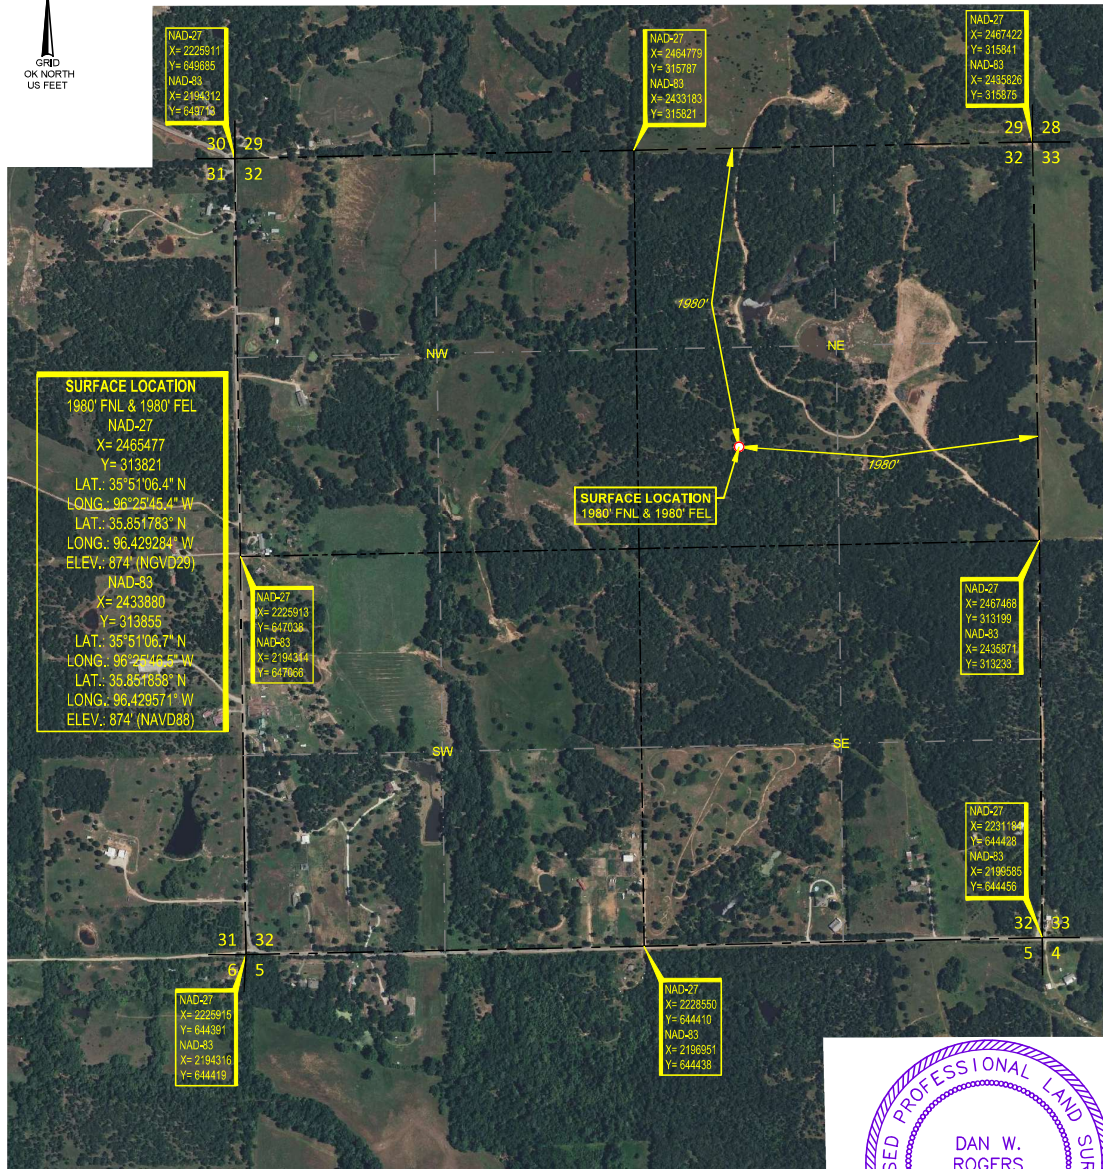 GRID
OK NORTH
US FEET
NAD-27
X= 2225911
Y= 649685
NAD-83
X= 2194312
Y= 649713
NAD-27
X= 2464779
Y= 315787
NAD-83
X= 2433183
Y= 315821
NAD-27
X= 2467422
Y= 315841
NAD-83
X= 2435826
Y= 315875
30 29
31 32
29 28
32 33
1980'
NW
NE
SURFACE LOCATION
1980' FNL & 1980' FEL
NAD-27
X= 2465477
Y= 313821
LAT.: 35°51'06.4" N
LONG.: 96°25'45.4" W
LAT.: 35.851783° N
LONG.: 96.429284° W
ELEV.: 874' (NGVD29)
NAD-83
X= 2433880
Y= 313855
LAT.: 35°51'06.7" N
LONG.: 96°25'46.5" W
LAT.: 35.851858° N
LONG.: 96.429571° W
ELEV.: 874' (NAVD88)
1980'
SURFACE LOCATION
1980' FNL & 1980' FEL
NAD-27
X= 2225913
Y= 647038
NAD-83
X= 2194314
Y= 647066
NAD-27
X= 2467468
Y= 313199
NAD-83
X= 2435871
Y= 313233
SW
SE
NAD-27
X= 2231184
Y= 644428
NAD-83
X= 2199585
Y= 644456
31 32
6 5
32 33
5 4
NAD-27
X= 2225915
Y= 644391
NAD-83
X= 2194316
Y= 644419
NAD-27
X= 2228550
Y= 644410
NAD-83
X= 2196951
Y= 644438
SED PROFESSIONAL LAND SUR
DAN W.
ROGERS